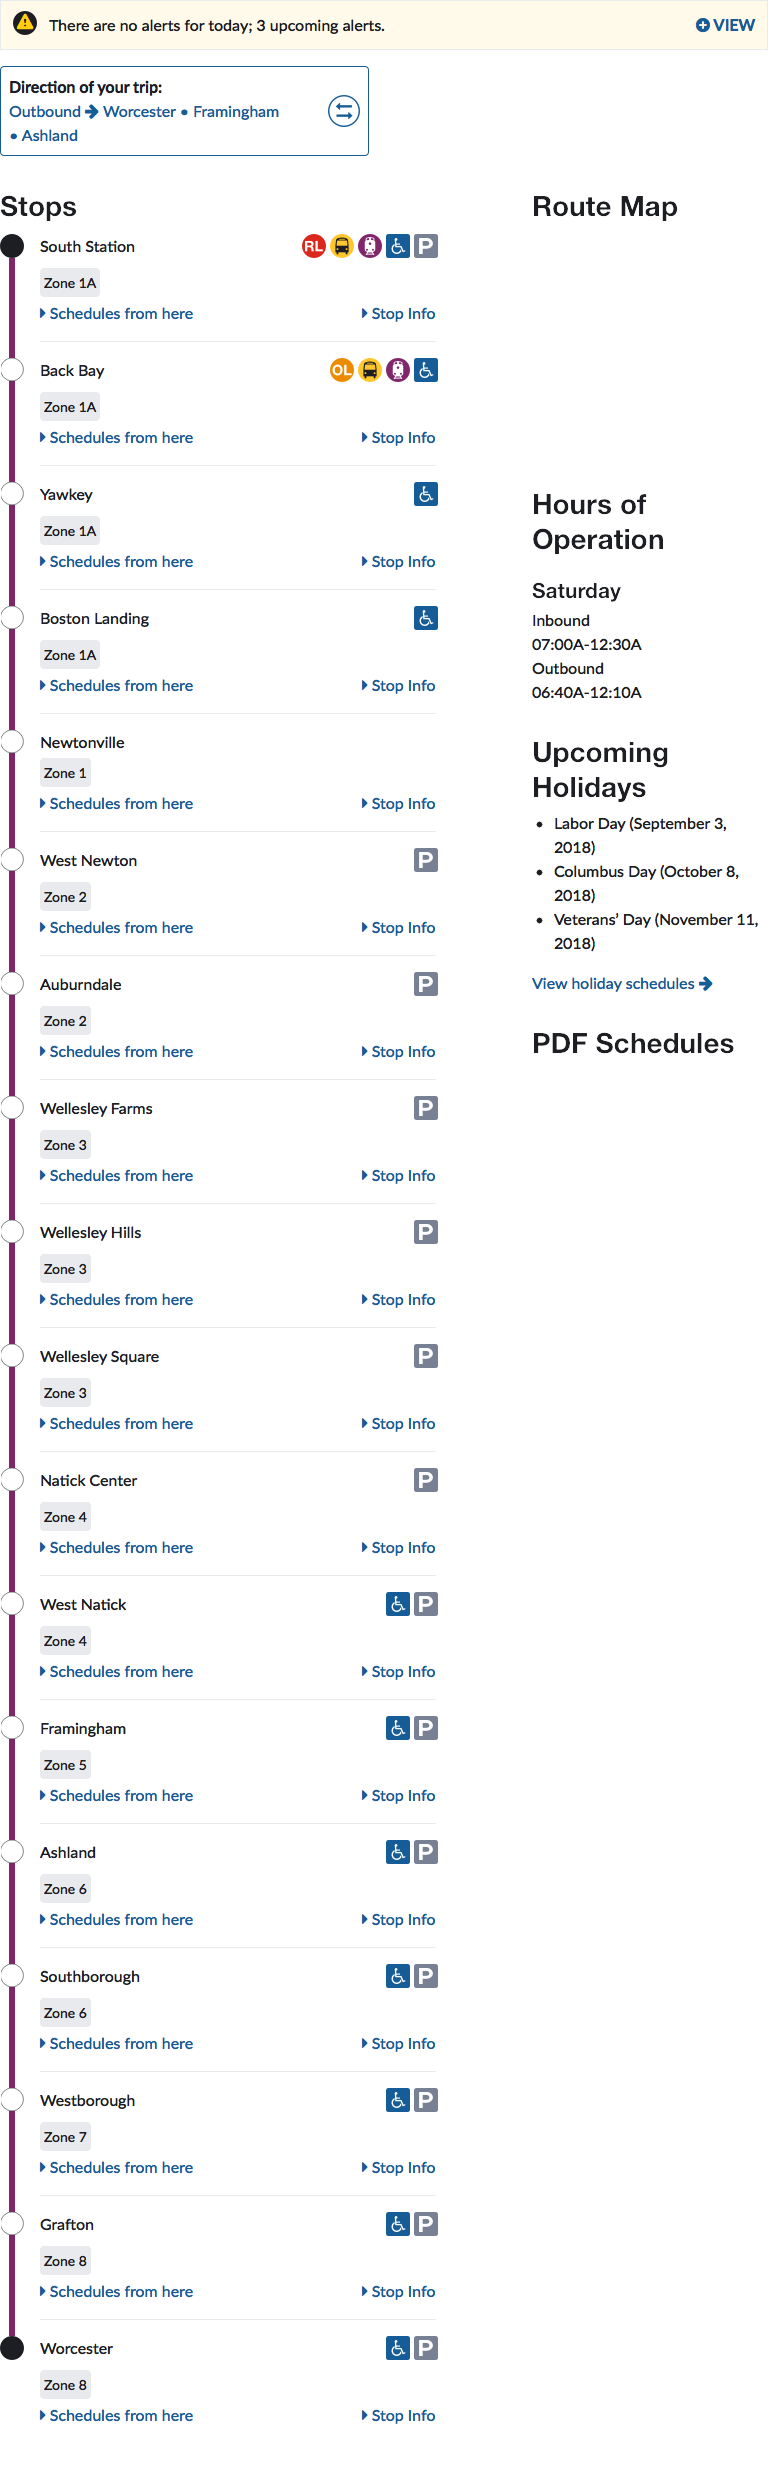 There are no alerts for today; 3 upcoming alerts.
VIEW
Direction of your trip:
Outbound → Worcester • Framingham
• Ashland
Stops
South Station
RL
P
Zone 1A
Schedules from here
Stop Info
Back Bay
OL
Zone 1A
Schedules from here
Stop Info
Yawkey
Zone 1A
Schedules from here
Stop Info
Boston Landing
Zone 1A
Schedules from here
Stop Info
Newtonville
Zone 1
Schedules from here
Stop Info
West Newton
P
Zone 2
Schedules from here
Stop Info
Auburndale
P
Zone 2
Schedules from here
Stop Info
Wellesley Farms
P
Zone 3
Schedules from here
Stop Info
Wellesley Hills
P
Zone 3
Schedules from here
Stop Info
Wellesley Square
P
Zone 3
Schedules from here
Stop Info
Natick Center
P
Zone 4
Schedules from here
Stop Info
West Natick
P
Zone 4
Schedules from here
Stop Info
Framingham
P
Zone 5
Schedules from here
Stop Info
Ashland
P
Zone 6
Schedules from here
Stop Info
Southborough
P
Zone 6
Schedules from here
Stop Info
Westborough
P
Zone 7
Schedules from here
Stop Info
Grafton
P
Zone 8
Schedules from here
Stop Info
Worcester
P
Zone 8
Schedules from here
Stop Info
Route Map
Hours of
Operation
Saturday
Inbound
07:00A-12:30A
Outbound
06:40A-12:10A
Upcoming
Holidays
• Labor Day (September 3,
2018)
• Columbus Day (October 8,
2018)
• Veterans’ Day (November 11,
2018)
View holiday schedules →
PDF Schedules